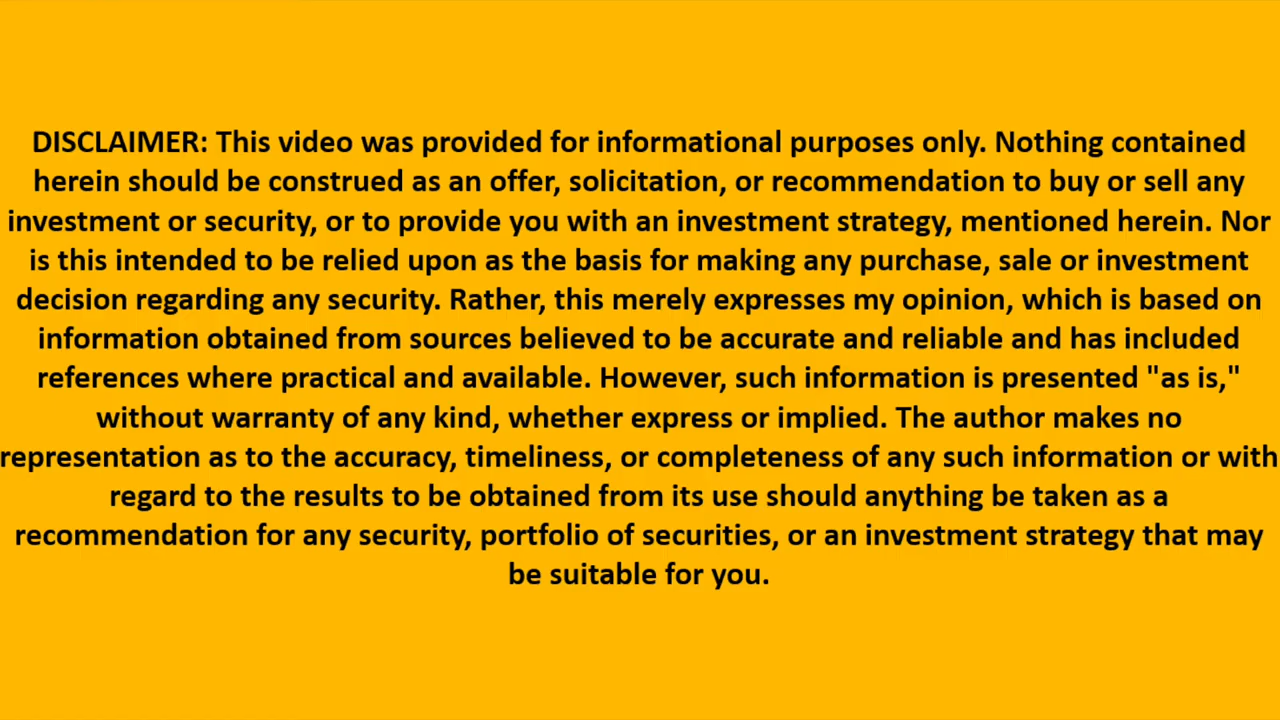 DISCLAIMER: This video was provided for informational purposes only. Nothing contained
herein should be construed as an offer, solicitation, or recommendation to buy or sell any
investment or security, or to provide you with an investment strategy, mentioned herein. Nor
is this intended to be relied upon as the basis for making any purchase, sale or investment
decision regarding any security. Rather, this merely expresses my opinion, which is based on
information obtained from sources believed to be accurate and reliable and has included
references where practical and available. However, such information is presented "as is,"
without warranty of any kind, whether express or implied. The author makes no
representation as to the accuracy, timeliness, or completeness of any such information or with
regard to the results to be obtained from its use should anything be taken as a
recommendation for any security, portfolio of securities, or an investment strategy that may
be suitable for you.